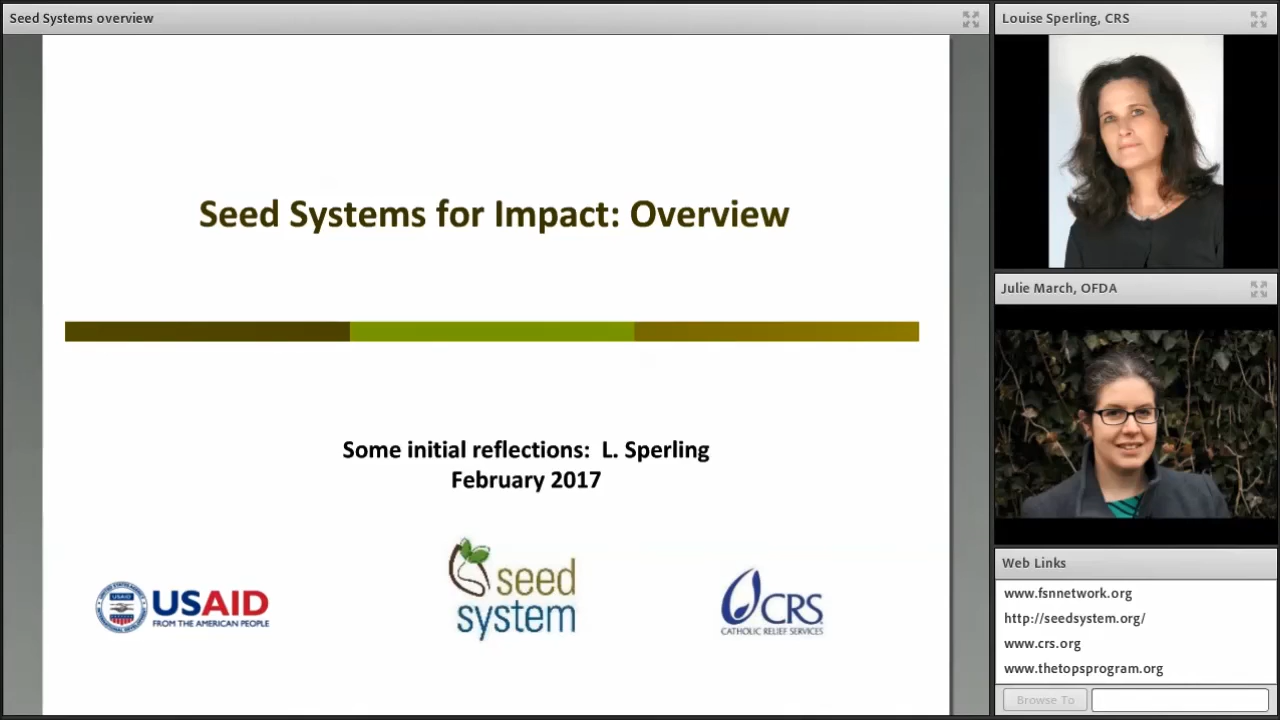 Seed Systems overview
Seed Systems for Impact: Overview
Some initial reflections: L. Sperling
February 2017
USAID
FROM THE AMERICAN PEOPLE
seed
system
CRS
CATHOLIC RELIEF SERVICES
Louise Sperling, CRS
Julie March, OFDA
Web Links
www.fsnnetwork.org
http://seedsystem.org/
www.crs.org
www.thetopsprogram.org
Browse To